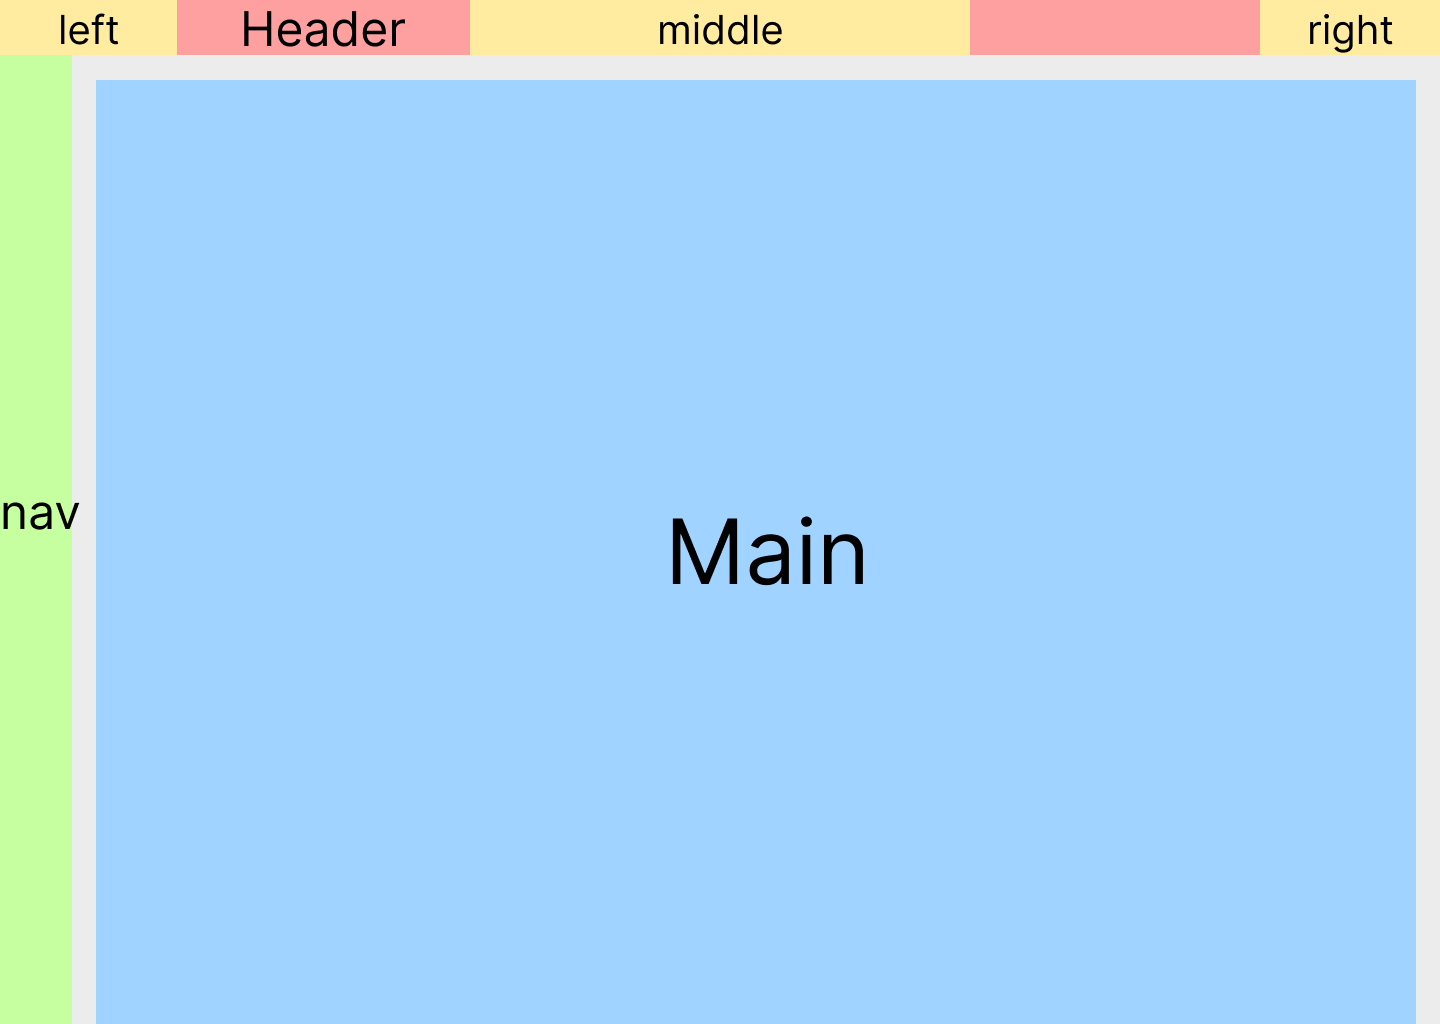 left
Header
middle
right
nav
Main